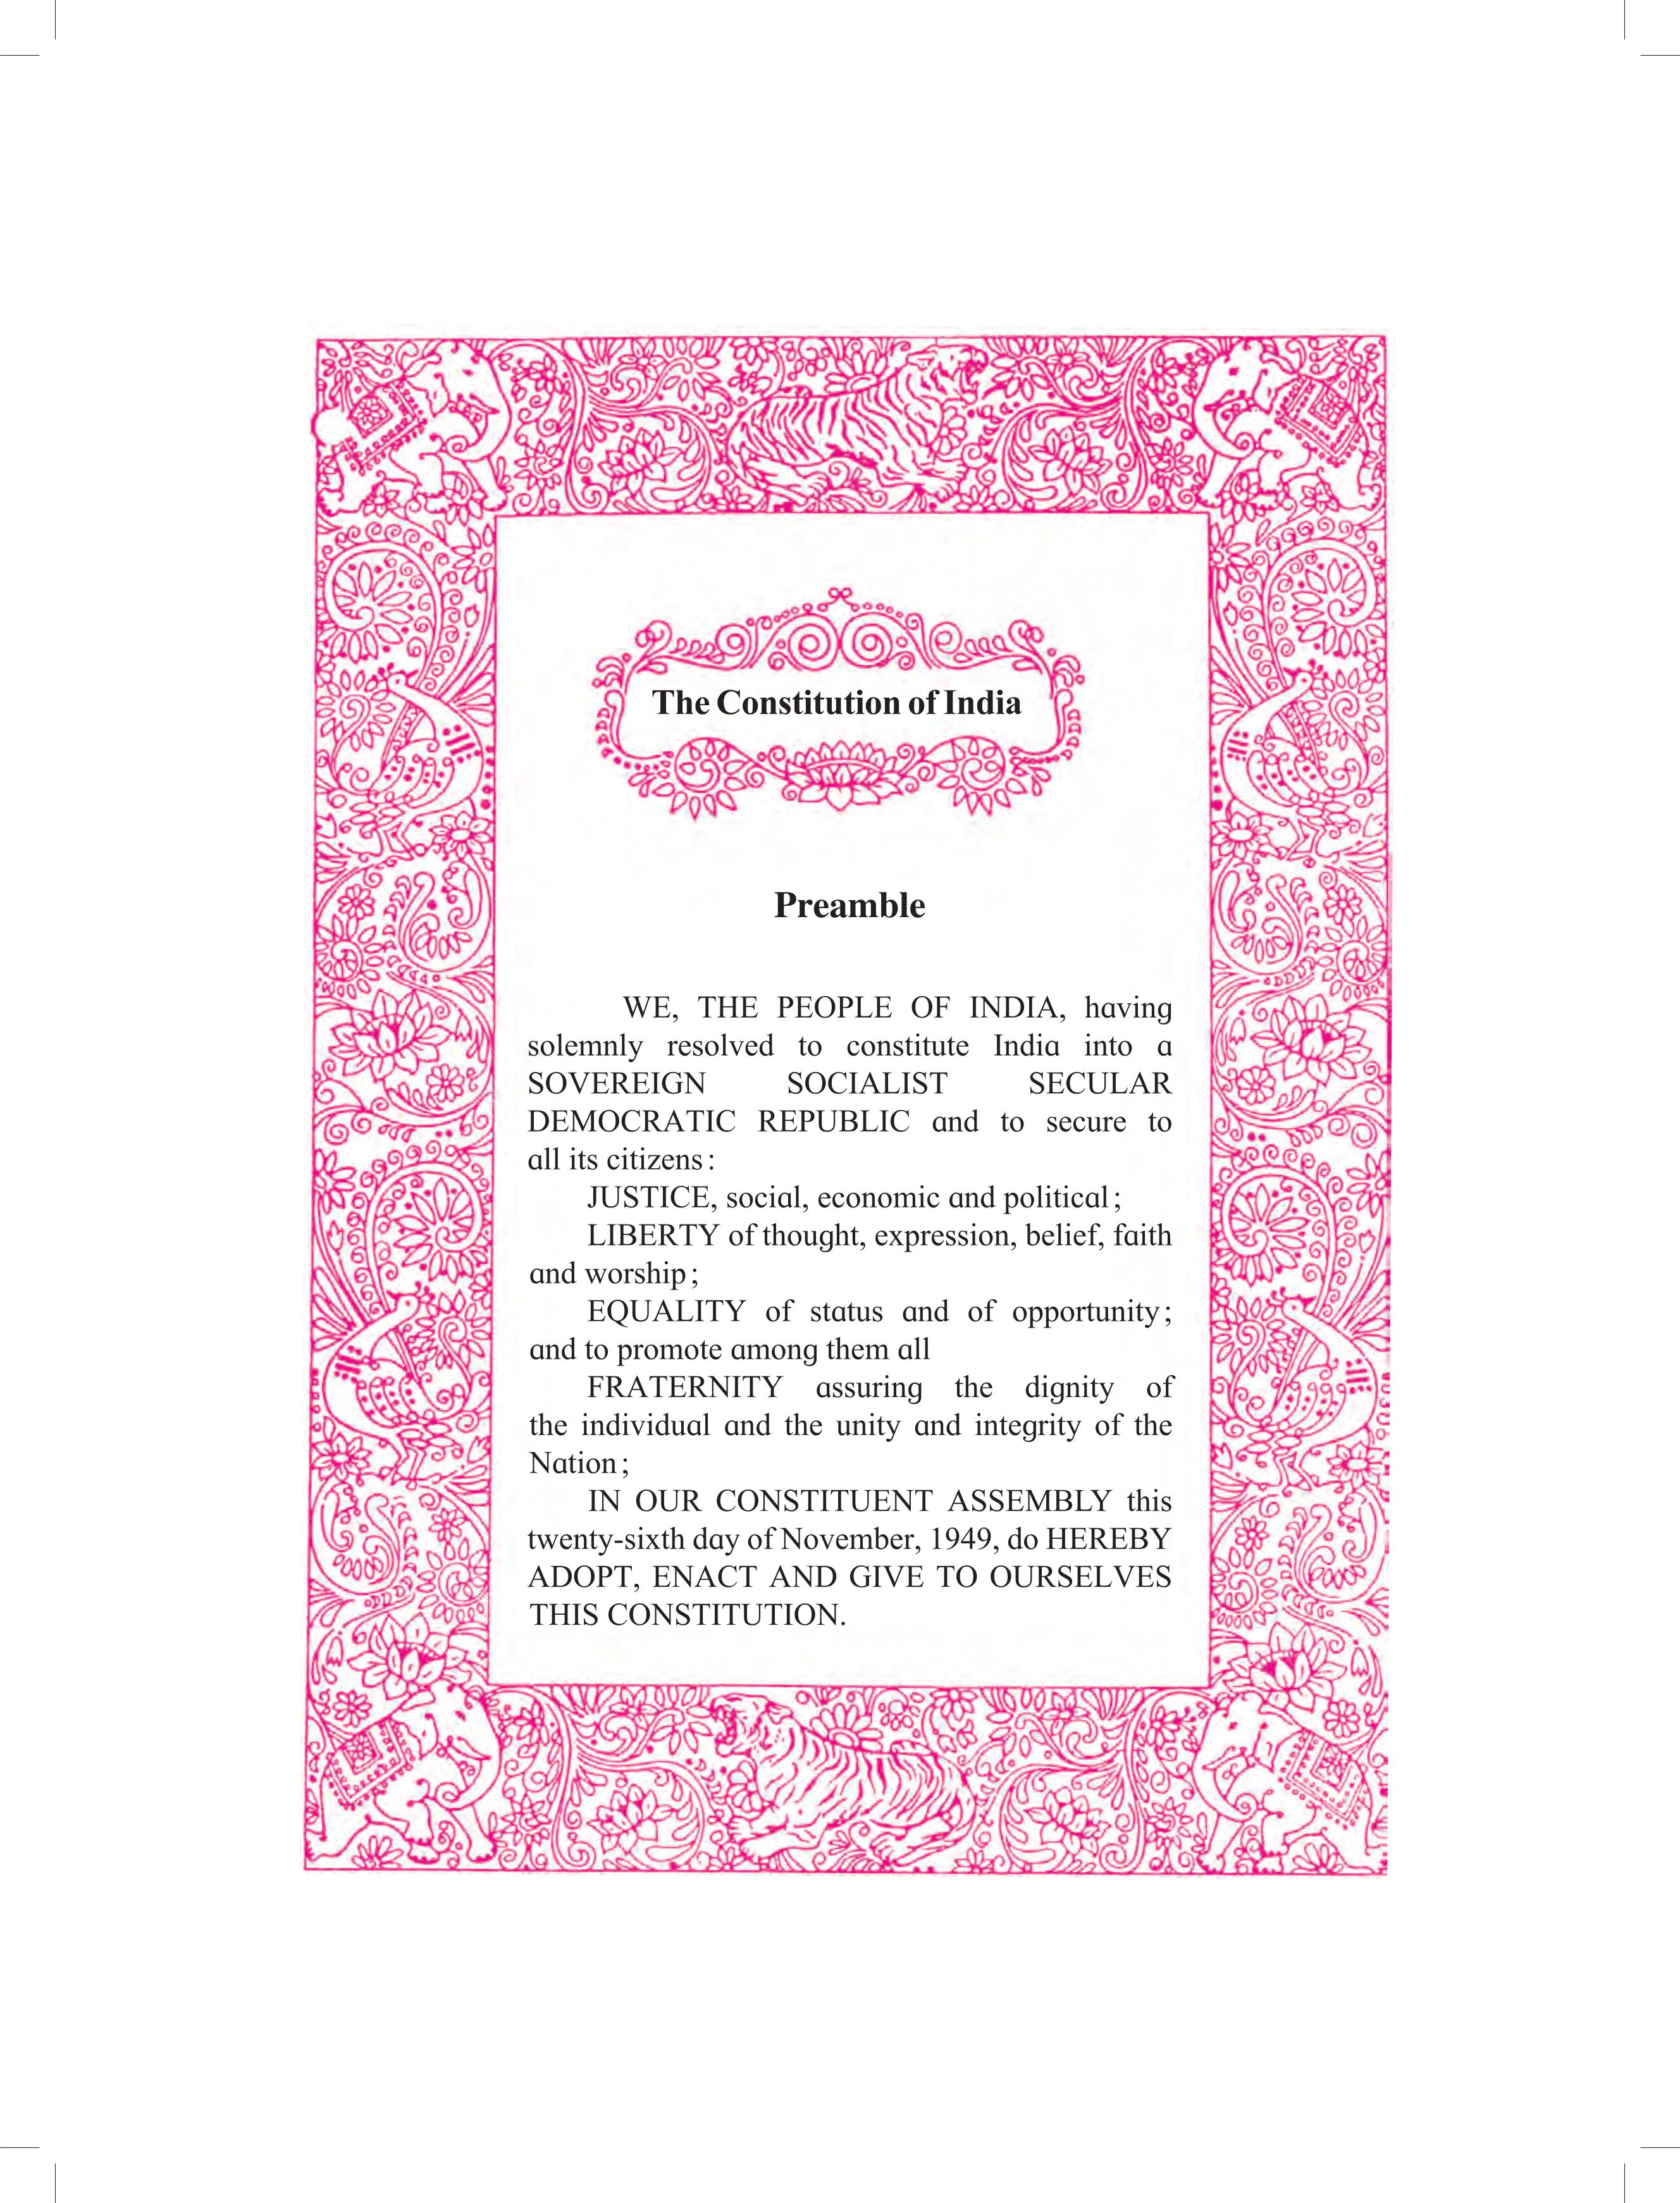 The Constitution of India
Preamble
WE, THE PEOPLE OF INDIA, having
solemnly resolved to constitute India into a
SOVEREIGN SOCIALIST SECULAR
DEMOCRATIC REPUBLIC and to secure to
all its citizens :
JUSTICE, social, economic and political ;
LIBERTY of thought, expression, belief, faith
and worship ;
EQUALITY of status and of opportunity ;
and to promote among them all
FRATERNITY assuring the dignity of
the individual and the unity and integrity of the
Nation ;
IN OUR CONSTITUENT ASSEMBLY this
twenty-sixth day of November, 1949, do HEREBY
ADOPT, ENACT AND GIVE TO OURSELVES
THIS CONSTITUTION.